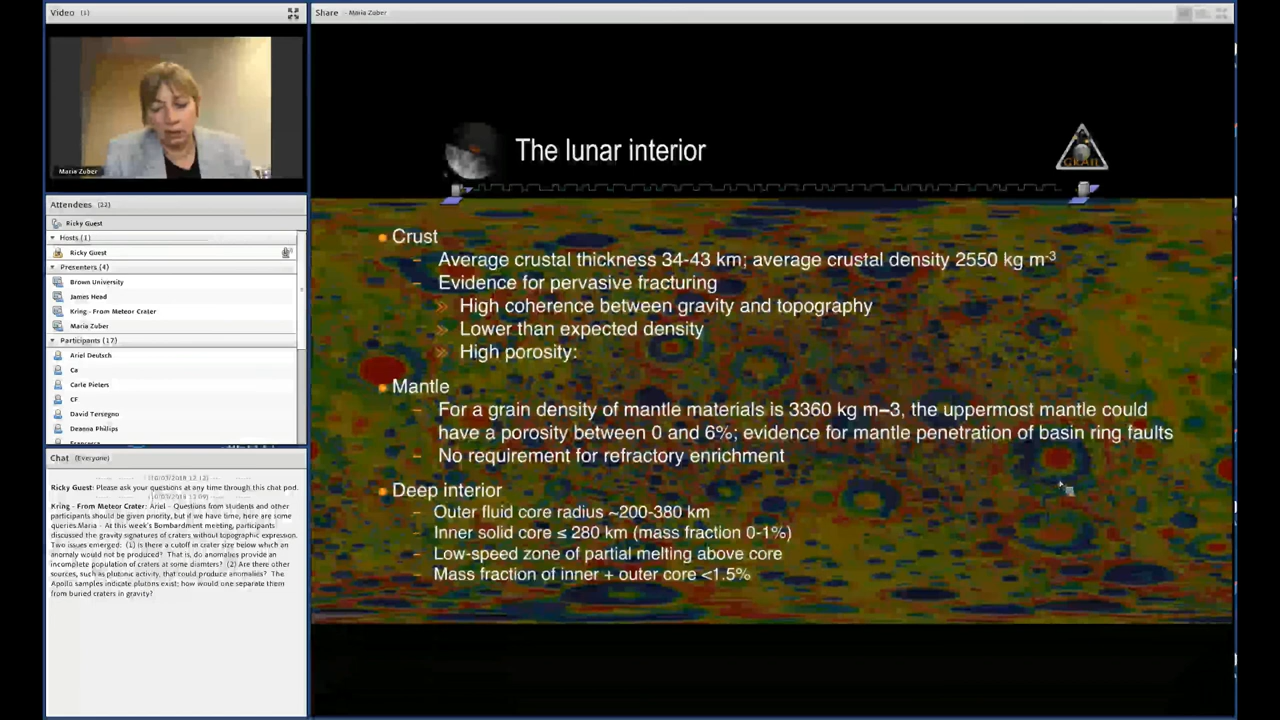 Video (1)
Maria Zuber
Attendees (22)
Ricky Guest
Hosts (1)
Ricky Guest
Presenters (4)
Brown University
James Head
Kring - From Meteor Crater
Maria Zuber
Participants (17)
Ariel Deutsch
Ca
Carle Pieters
CF
David Tersegno
Deanna Phillips
Chat (Everyone)
Ricky Guest: Please ask your questions at any time through this chat pod.
Kring - From Meteor Crater: Ariel - Questions from students and other
participants should be given priority, but if we have time, here are some
queries.Maria - At this week's Bombardment meeting, participants
discussed the gravity signatures of craters without topographic expression.
Two issues emerged: (1) is there a cutoff in crater size below which an
anomaly would not be produced? That is, do anomalies provide an
incomplete population of craters at some diamters? (2) Are there other
sources, such as plutonic activity, that could produce anomalies? The
Apollo samples indicate plutons exist; how would one separate them
from buried craters in gravity?
Share - Maria Zuber
The lunar interior
GRAIL
• Crust
– Average crustal thickness 34-43 km; average crustal density 2550 kg m-3
– Evidence for pervasive fracturing
» High coherence between gravity and topography
» Lower than expected density
» High porosity:
• Mantle
– For a grain density of mantle materials is 3360 kg m–3, the uppermost mantle could
have a porosity between 0 and 6%; evidence for mantle penetration of basin ring faults
– No requirement for refractory enrichment
• Deep interior
– Outer fluid core radius ~200-380 km
– Inner solid core ≤ 280 km (mass fraction 0-1%)
– Low-speed zone of partial melting above core
– Mass fraction of inner + outer core <1.5%